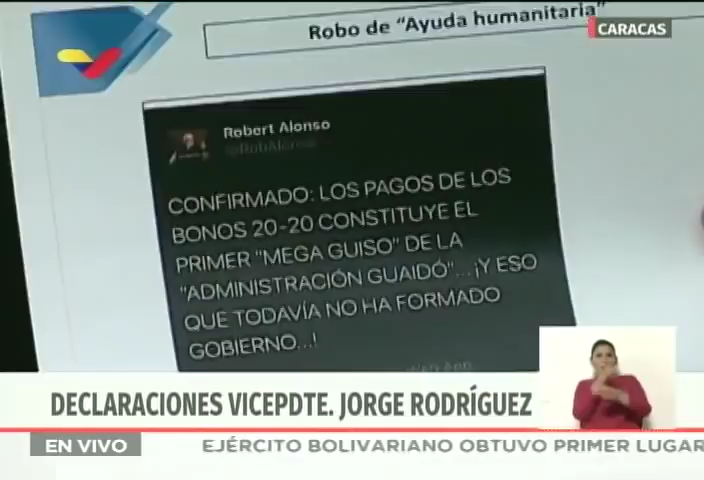 Robo de "Ayuda humanitaria"
CARACAS
Robert Alonso
CONFIRMADO: LOS PAGOS DE LOS
BONOS 20-20 CONSTITUYE EL
PRIMER "MEGA GUISO" DE LA
"ADMINISTRACIÓN GUAIDÓ"... ¡Y ESO
QUE TODAVÍA NO HA FORMADO
GOBIERNO...!
App
DECLARACIONES VICEPDTE. JORGE RODRÍGUEZ
EN VIVO
EJÉRCITO BOLIVARIANO OBTUVO PRIMER LUGAR